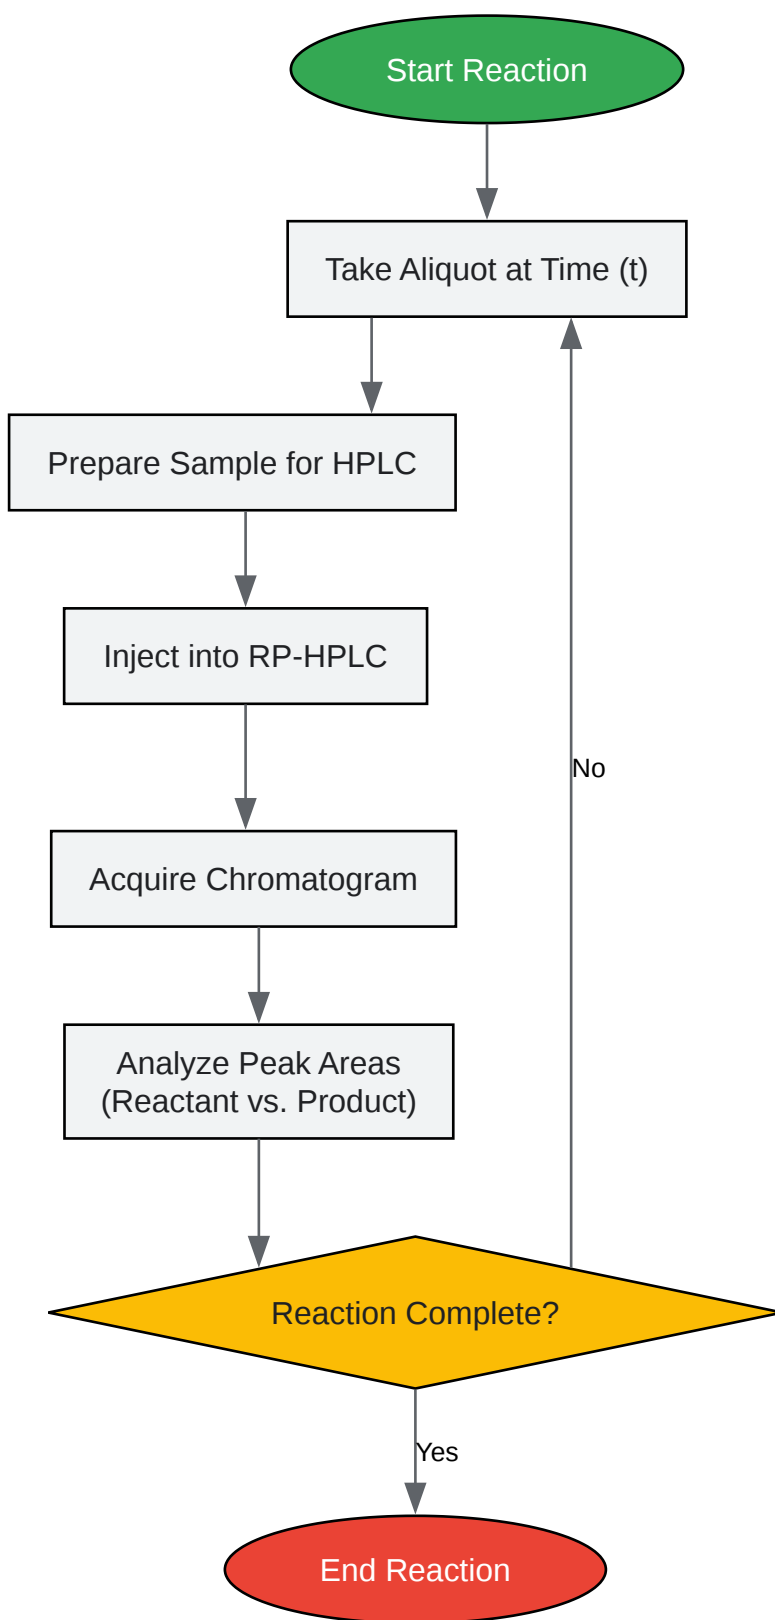 Start Reaction
Take Aliquot at Time (t)
Prepare Sample for HPLC
Inject into RP-HPLC
No
Acquire Chromatogram
Analyze Peak Areas
(Reactant vs. Product)
Reaction Complete?
Yes
End Reaction